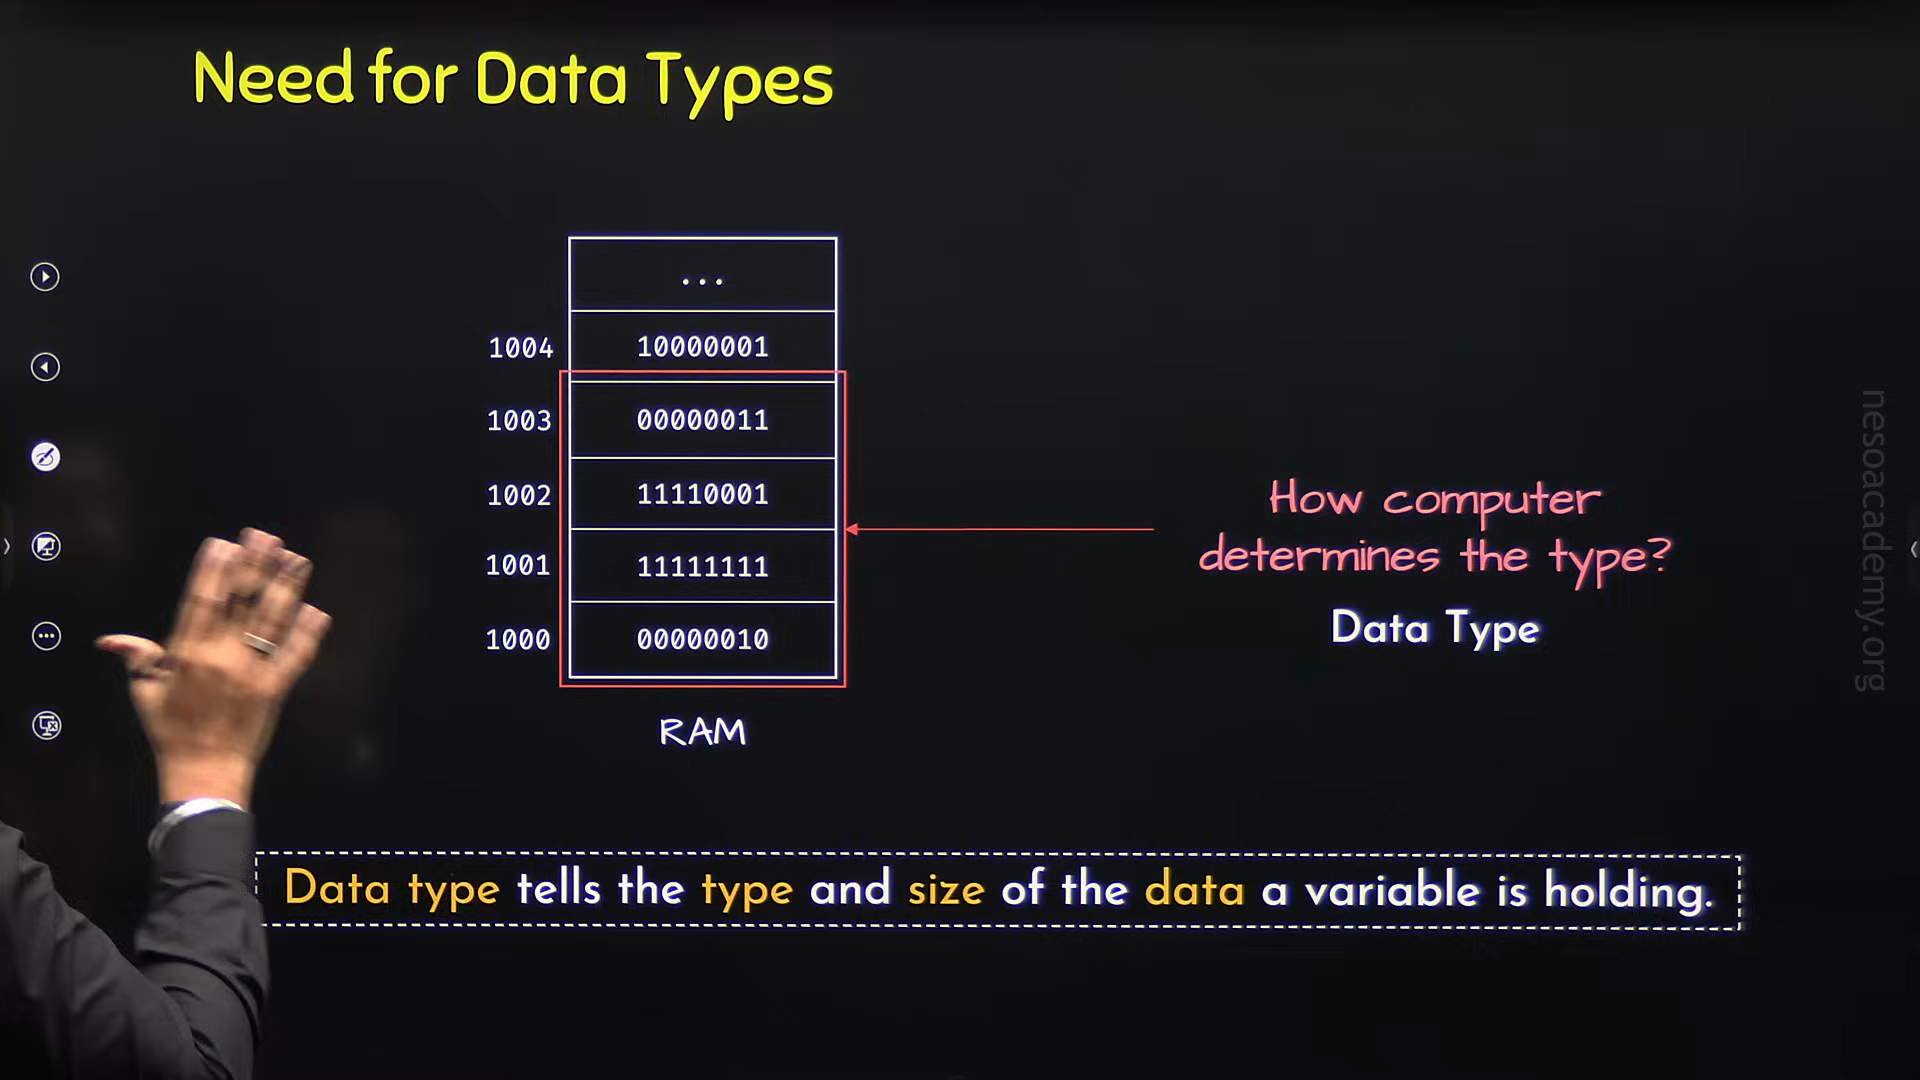 Need for Data Types
...
1004 10000001
1003 00000011
1002 11110001
1001 11111111
1000 00000010
RAM
How computer
determines the type?
Data Type
Data type tells the type and size of the data a variable is holding.
nesoacademy.org